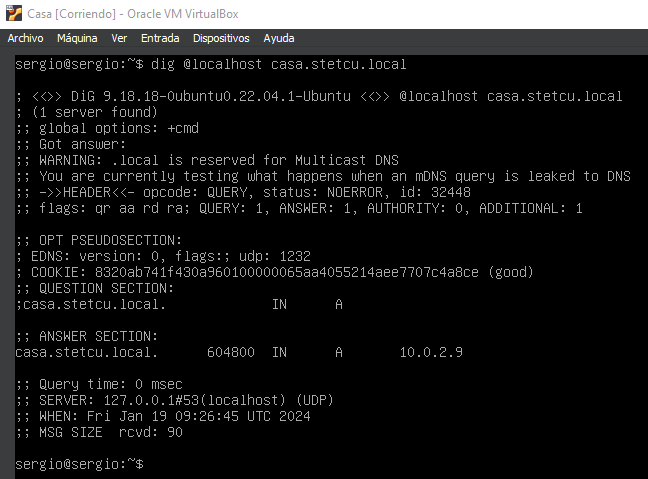 Casa [Corriendo] - Oracle VM VirtualBox
Archivo Máquina Ver Entrada Dispositivos Ayuda
sergio@sergio:~$ dig @localhost casa.stetcu.local
; <<>> DiG 9.18.18-0ubuntu0.22.04.1-Ubuntu <<>> @localhost casa.stetcu.local
; (1 server found)
;; global options: +cmd
;; Got answer:
;; WARNING: .local is reserved for Multicast DNS
;; You are currently testing what happens when an mDNS query is leaked to DNS
;; ->>HEADER<<- opcode: QUERY, status: NOERROR, id: 32448
;; flags: qr aa rd ra; QUERY: 1, ANSWER: 1, AUTHORITY: 0, ADDITIONAL: 1
;; OPT PSEUDOSECTION:
; EDNS: version: 0, flags:; udp: 1232
; COOKIE: 8320ab741f430a960100000065aa4055214aee7707c4a8ce (good)
;; QUESTION SECTION:
;casa.stetcu.local. IN A
;; ANSWER SECTION:
casa.stetcu.local. 604800 IN A 10.0.2.9
;; Query time: 0 msec
;; SERVER: 127.0.0.1#53(localhost) (UDP)
;; WHEN: Fri Jan 19 09:26:45 UTC 2024
;; MSG SIZE rcvd: 90
sergio@sergio:~$